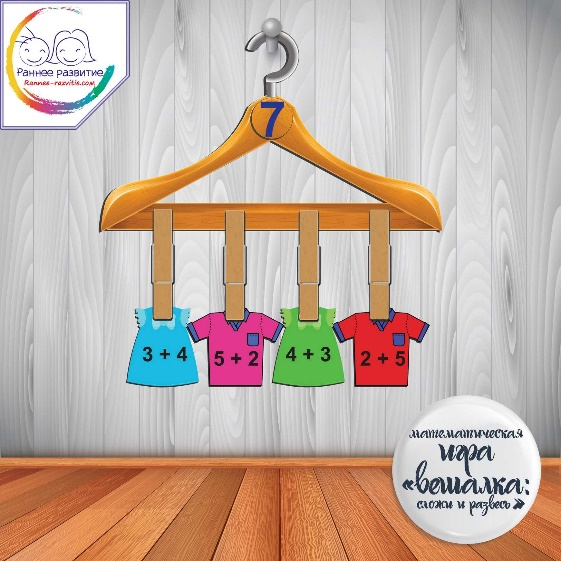 Раннее развитие
Rannee-razvitie.com
7
3 + 4
5 + 2
4 + 3
2 + 5
математическая
игра
«вешалка:
сложи и развесь»